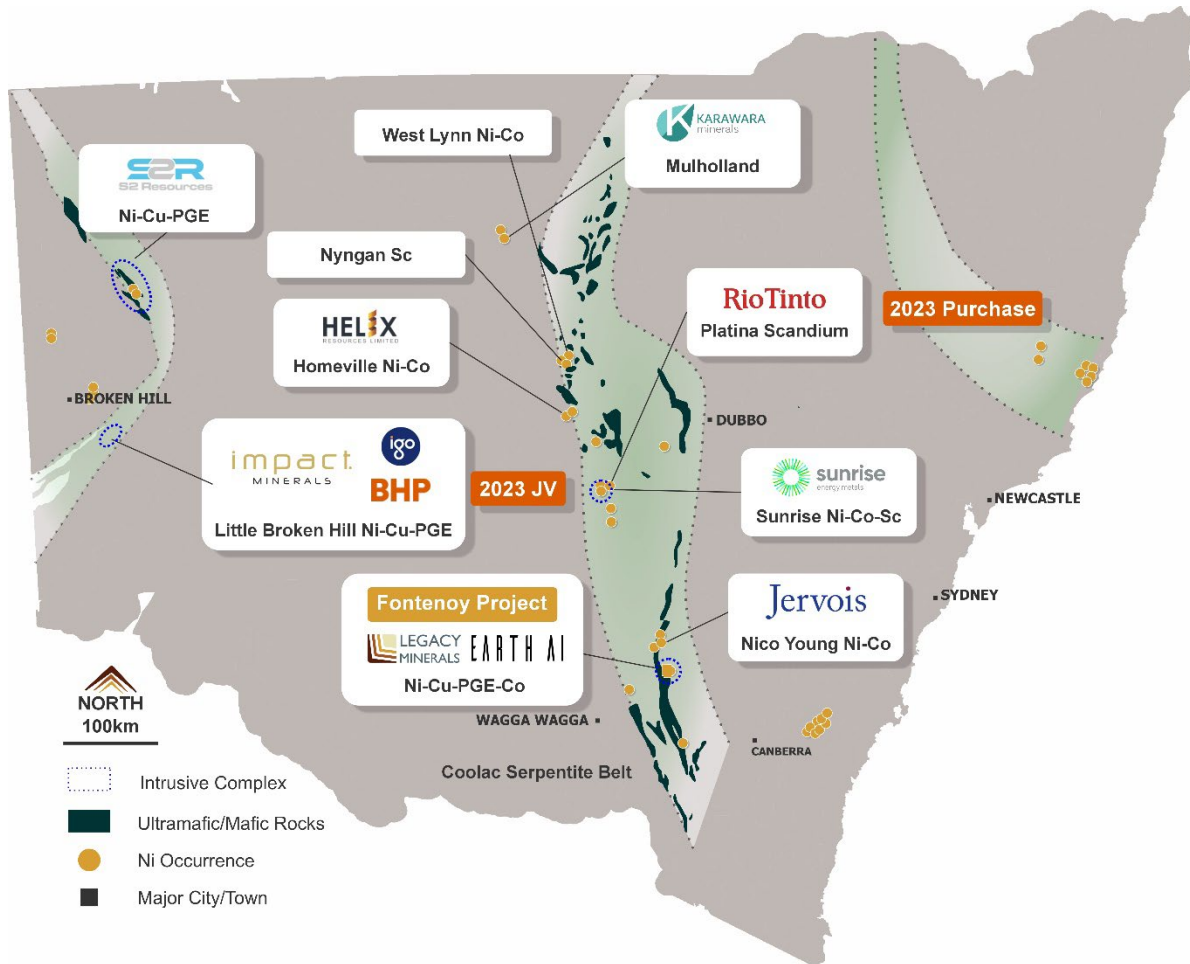 West Lynn Ni-Co
KARAWARA
minerals
Mulholland
S2R
S2 Resources
Ni-Cu-PGE
Nyngan Sc
RioTinto
Platina Scandium
2023 Purchase
HELIX
RESOURCES LIMITED
Homeville Ni-Co
BROKEN HILL
DUBBO
impact
MINERALS
igo
BHP
2023 JV
Little Broken Hill Ni-Cu-PGE
sunrise
energy metals
Sunrise Ni-Co-Sc
NEWCASTLE
Fontenoy Project
LEGACY
MINERALS
EARTH AI
Ni-Cu-PGE-Co
Jervois
Nico Young Ni-Co
SYDNEY
NORTH
100km
WAGGA WAGGA
CANBERRA
Coolac Serpentite Belt
Intrusive Complex
Ultramafic/Mafic Rocks
Ni Occurrence
Major City/Town